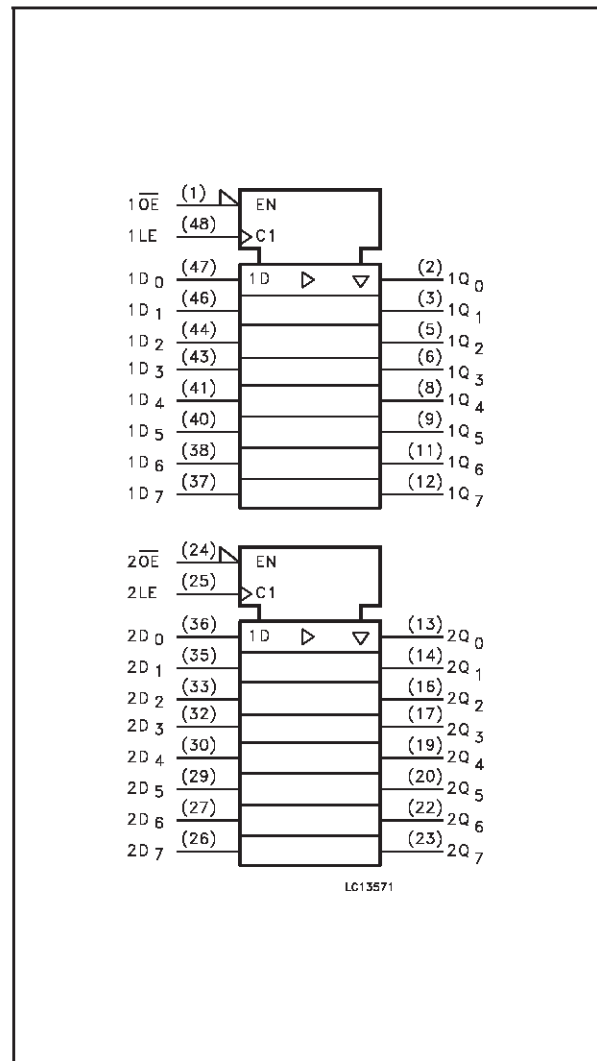 1OE (1) EN
1LE (48) C1
1D0 (47) 1D (2) 1Q0
1D1 (46) (3) 1Q1
1D2 (44) (5) 1Q2
1D3 (43) (6) 1Q3
1D4 (41) (8) 1Q4
1D5 (40) (9) 1Q5
1D6 (38) (11) 1Q6
1D7 (37) (12) 1Q7
2OE (24) EN
2LE (25) C1
2D0 (36) 1D (13) 2Q0
2D1 (35) (14) 2Q1
2D2 (33) (16) 2Q2
2D3 (32) (17) 2Q3
2D4 (30) (19) 2Q4
2D5 (29) (20) 2Q5
2D6 (27) (22) 2Q6
2D7 (26) (23) 2Q7
LC13571